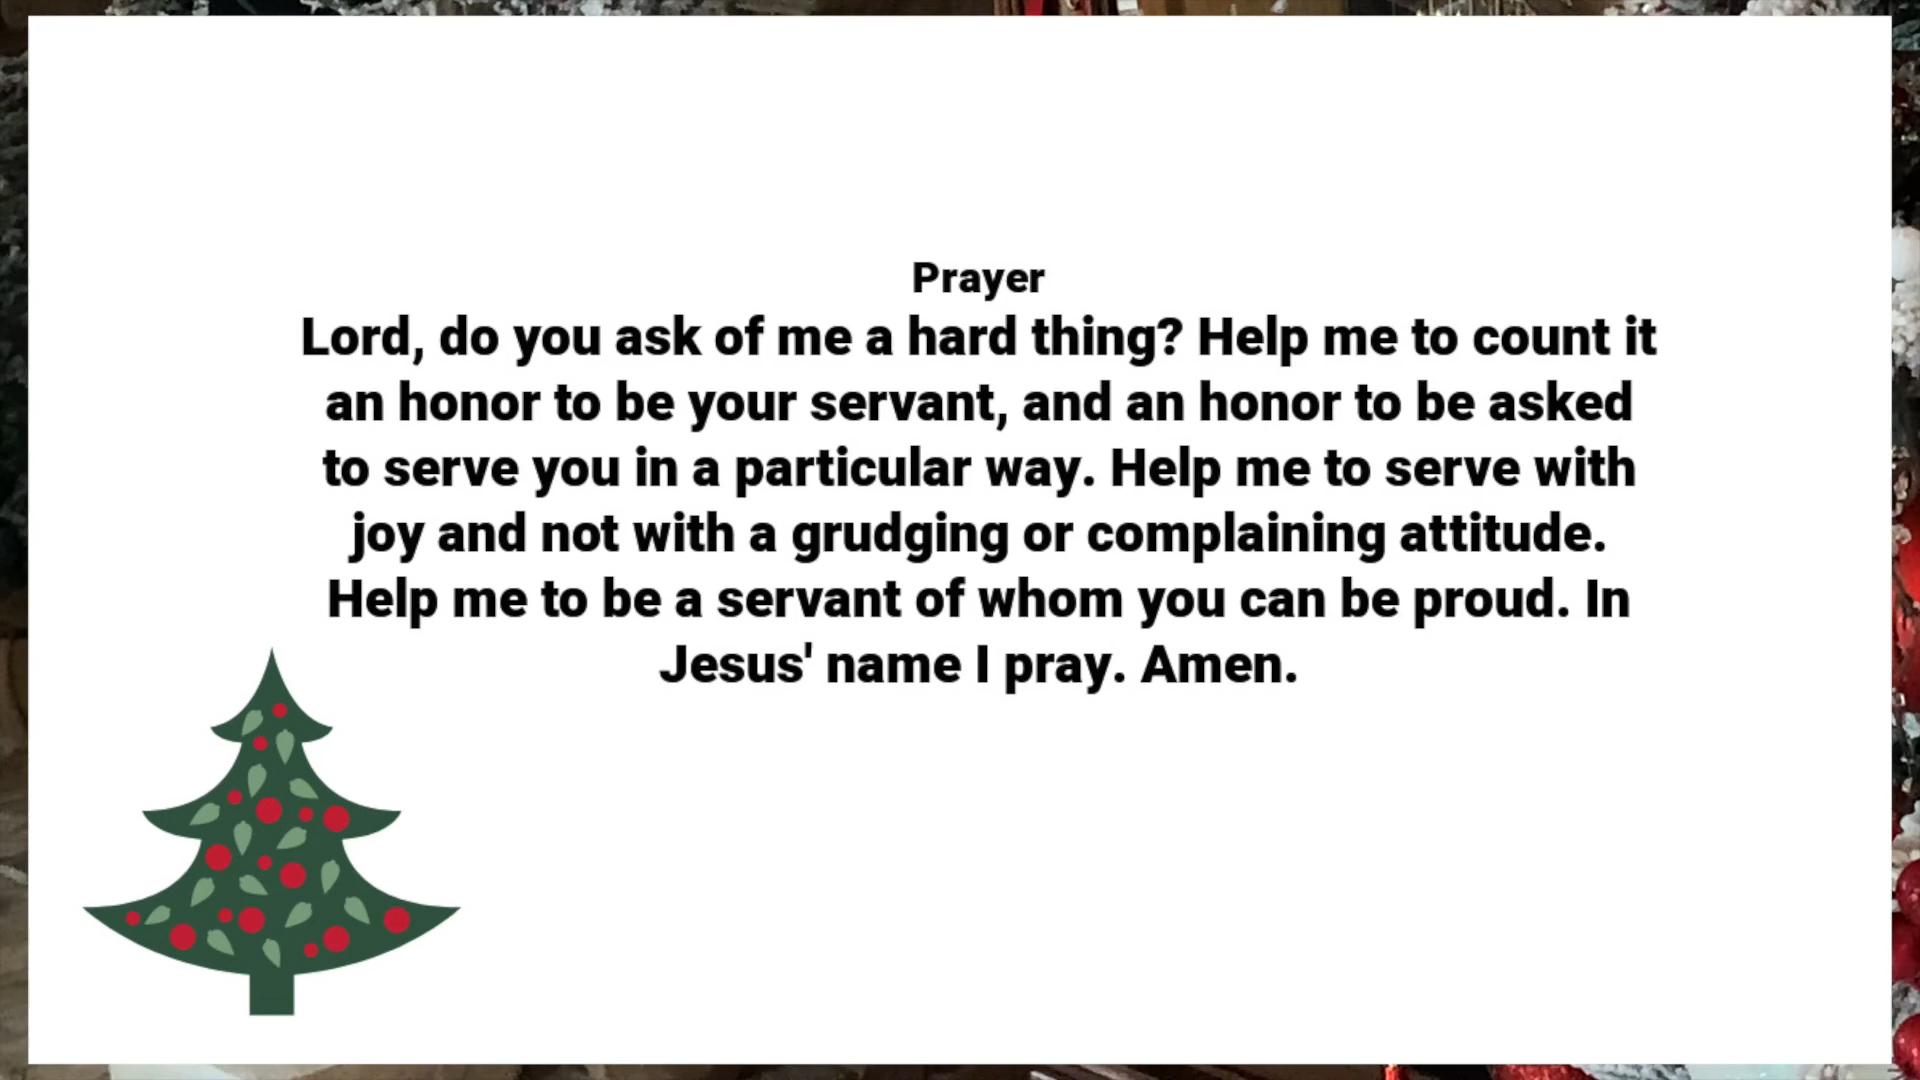 Prayer
Lord, do you ask of me a hard thing? Help me to count it
an honor to be your servant, and an honor to be asked
to serve you in a particular way. Help me to serve with
joy and not with a grudging or complaining attitude.
Help me to be a servant of whom you can be proud. In
Jesus' name I pray. Amen.